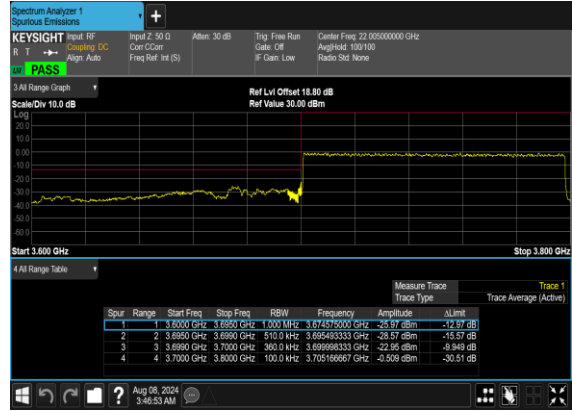 Spectrum Analyzer 1
Spurious Emissions
+
KEYSIGHT Input: RF Input Z: 50 Ω Atten: 30 dB Trig: Free Run Center Freq: 22.005000000 GHz
R T Coupling: DC Corr CCorr Gate: Off Avg|Hold: 100/100
Align: Auto Freq Ref: Int (S) IF Gain: Low Radio Std: None
PASS
3 All Range Graph
Ref Lvl Offset 18.80 dB
Scale/Div 10.0 dB Ref Value 30.00 dBm
Log
20.0
10.0
0.00
-10.0
-20.0
-30.0
-40.0
-50.0
-60.0
Start 3.600 GHz Stop 3.800 GHz
4 All Range Table
Measure Trace Trace 1
Trace Type Trace Average (Active)
Spur Range Start Freq Stop Freq RBW Frequency Amplitude ΔLimit
1 1 3.6000 GHz 3.6950 GHz 1.000 MHz 3.674575000 GHz -25.97 dBm -12.97 dB
2 2 3.6950 GHz 3.6990 GHz 510.0 kHz 3.695493333 GHz -28.57 dBm -15.57 dB
3 3 3.6990 GHz 3.7000 GHz 360.0 kHz 3.699998333 GHz -22.95 dBm -9.949 dB
4 4 3.7000 GHz 3.8000 GHz 100.0 kHz 3.705166667 GHz -0.509 dBm -30.51 dB
? Aug 08, 2024
3:46:53 AM